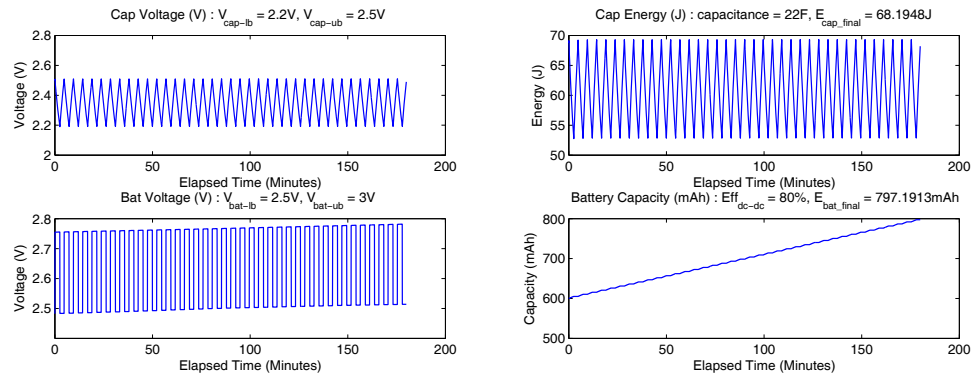 Cap Voltage (V) : V_cap-lb = 2.2V, V_cap-ub = 2.5V
2.8
2.6
2.4
2.2
2
Voltage (V)
0 50 100 150 200
Elapsed Time (Minutes)
Cap Energy (J) : capacitance = 22F, E_cap_final = 68.1948J
70
65
60
55
50
Energy (J)
0 50 100 150 200
Elapsed Time (Minutes)
Bat Voltage (V) : V_bat-lb = 2.5V, V_bat-ub = 3V
2.8
2.7
2.6
2.5
Voltage (V)
0 50 100 150 200
Elapsed Time (Minutes)
Battery Capacity (mAh) : Eff_dc-dc = 80%, E_bat_final = 797.1913mAh
800
700
600
500
Capacity (mAh)
0 50 100 150 200
Elapsed Time (Minutes)